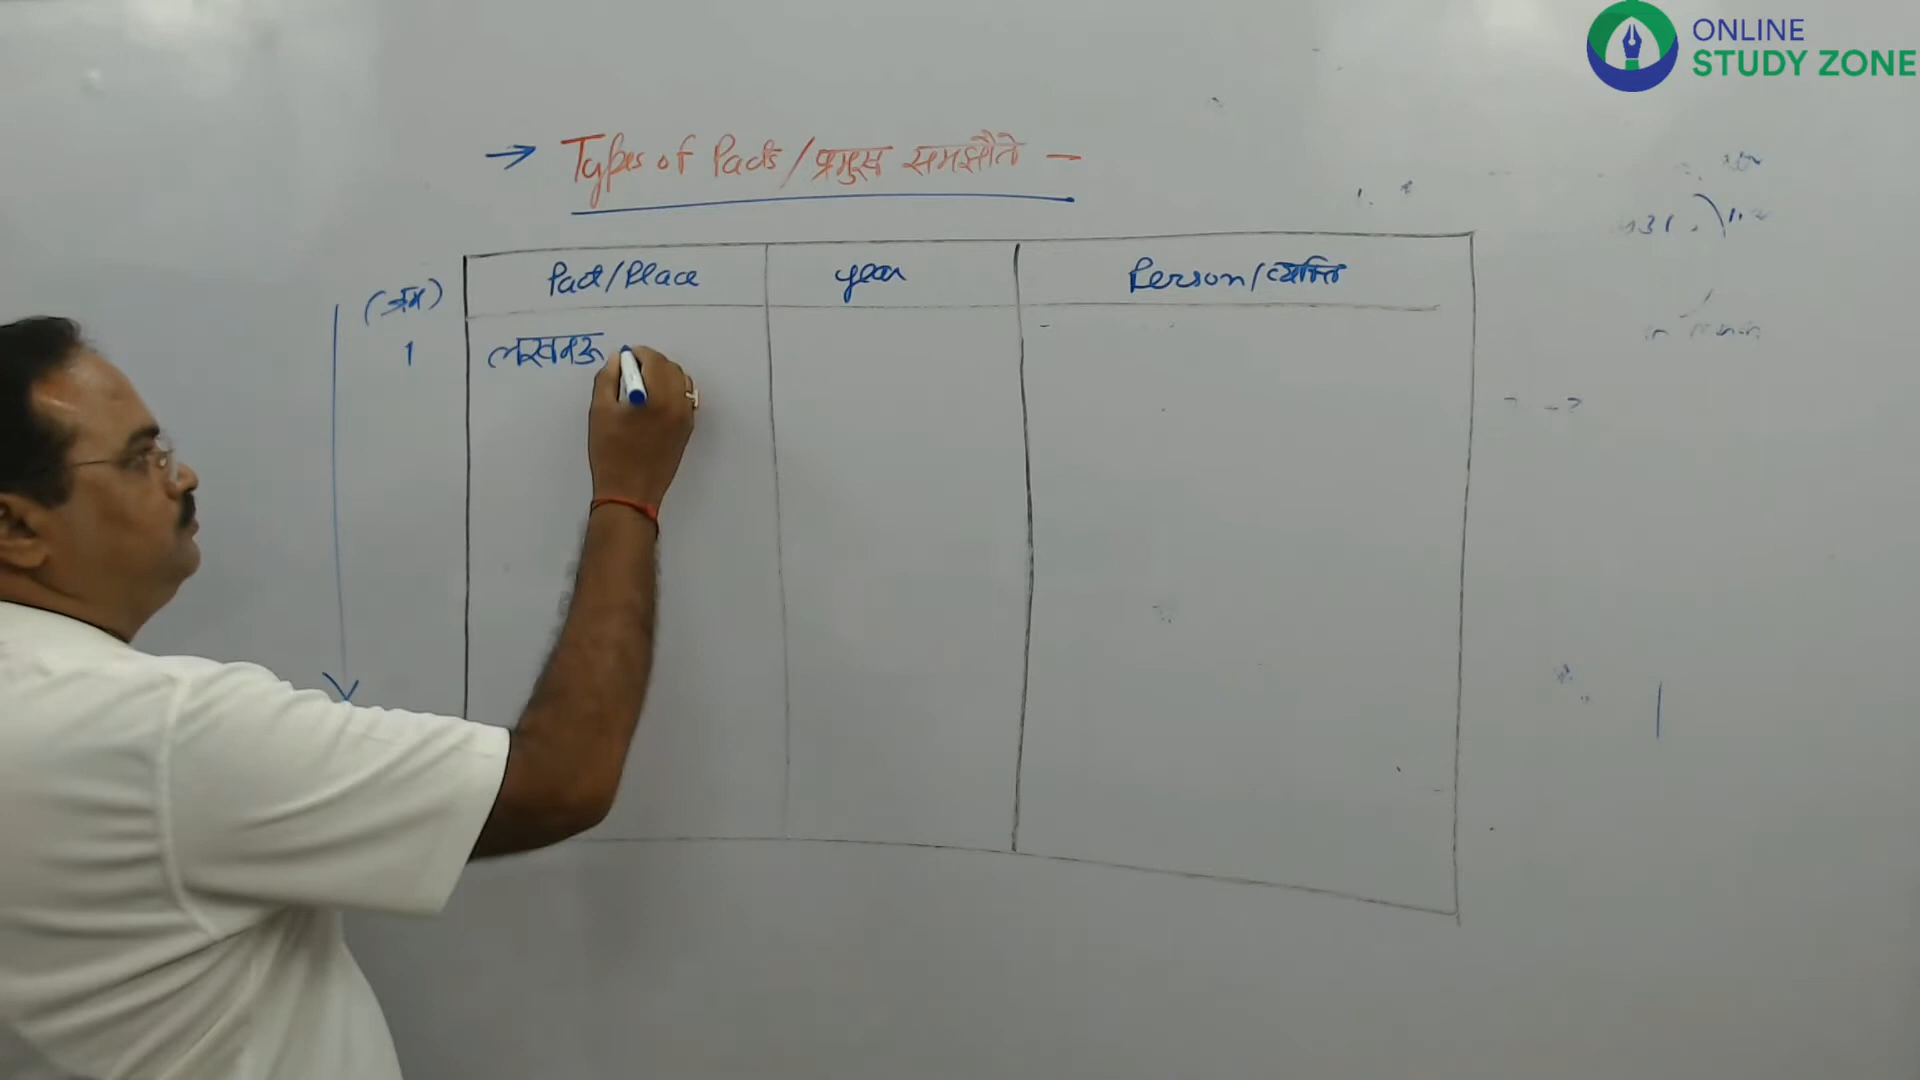 ONLINE
STUDY ZONE
→ Types of Pacts/प्रमुख समझौते –
(क्रम) Pact/Place year Person/व्यक्ति
1 लखनऊ